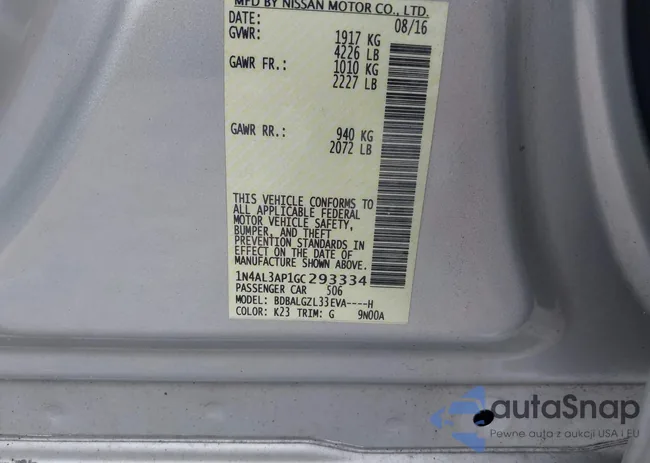 MFD BY NISSAN MOTOR CO., LTD.
DATE: 08/16
GVWR: 1917 KG
4226 LB
GAWR FR.: 1010 KG
2227 LB
GAWR RR.: 940 KG
2072 LB
THIS VEHICLE CONFORMS TO
ALL APPLICABLE FEDERAL
MOTOR VEHICLE SAFETY,
BUMPER, AND THEFT
PREVENTION STANDARDS IN
EFFECT ON THE DATE OF
MANUFACTURE SHOWN ABOVE.
1N4AL3AP1GC293334
PASSENGER CAR 506
MODEL: BDBALGZL33EVA----H
COLOR: K23 TRIM: G 9N00A
autaSnap
Pewne auta z aukcji USA i EU